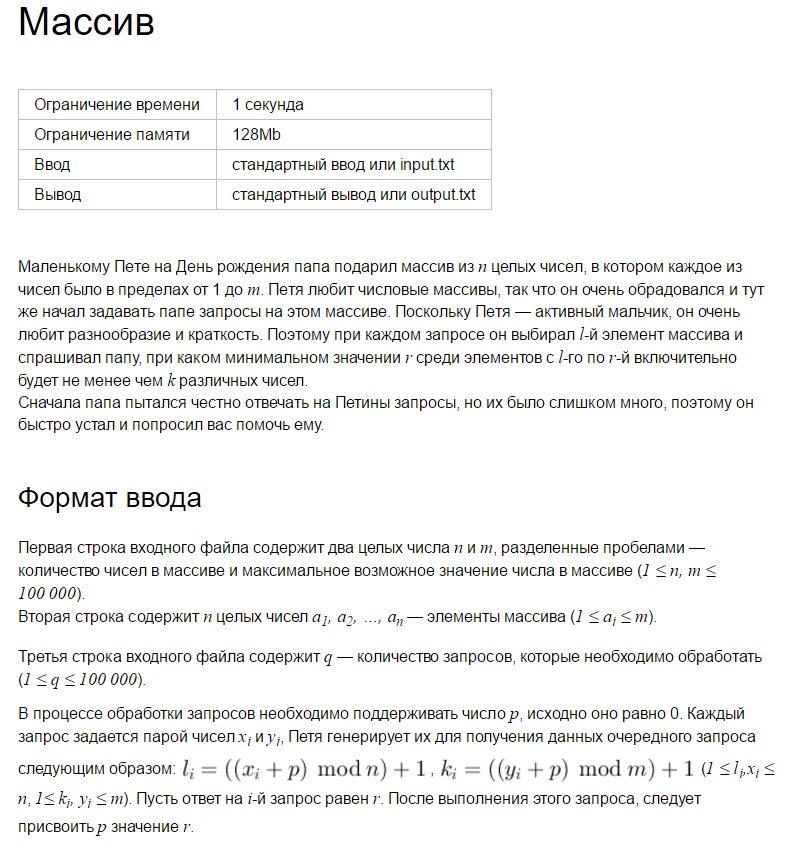 Массив
Ограничение времени 1 секунда
Ограничение памяти 128Mb
Ввод стандартный ввод или input.txt
Вывод стандартный вывод или output.txt
Маленькому Пете на День рождения папа подарил массив из n целых чисел, в котором каждое из
чисел было в пределах от 1 до m. Петя любит числовые массивы, так что он очень обрадовался и тут
же начал задавать папе запросы на этом массиве. Поскольку Петя — активный мальчик, он очень
любит разнообразие и краткость. Поэтому при каждом запросе он выбирал l-й элемент массива и
спрашивал папу, при каком минимальном значении r среди элементов с l-го по r-й включительно
будет не менее чем k различных чисел.
Сначала папа пытался честно отвечать на Петины запросы, но их было слишком много, поэтому он
быстро устал и попросил вас помочь ему.
Формат ввода
Первая строка входного файла содержит два целых числа n и m, разделенные пробелами —
количество чисел в массиве и максимальное возможное значение числа в массиве (1 ≤ n, m ≤
100 000).
Вторая строка содержит n целых чисел a₁, a₂, ..., aₙ — элементы массива (1 ≤ aᵢ ≤ m).
Третья строка входного файла содержит q — количество запросов, которые необходимо обработать
(1 ≤ q ≤ 100 000).
В процессе обработки запросов необходимо поддерживать число p, исходно оно равно 0. Каждый
запрос задается парой чисел xᵢ и yᵢ, Петя генерирует их для получения данных очередного запроса
следующим образом: lᵢ = ((xᵢ + p) mod n) + 1 , kᵢ = ((yᵢ + p) mod m) + 1 (1 ≤ lᵢ,xᵢ ≤
n, 1≤ kᵢ, yᵢ ≤ m). Пусть ответ на i-й запрос равен r. После выполнения этого запроса, следует
присвоить p значение r.